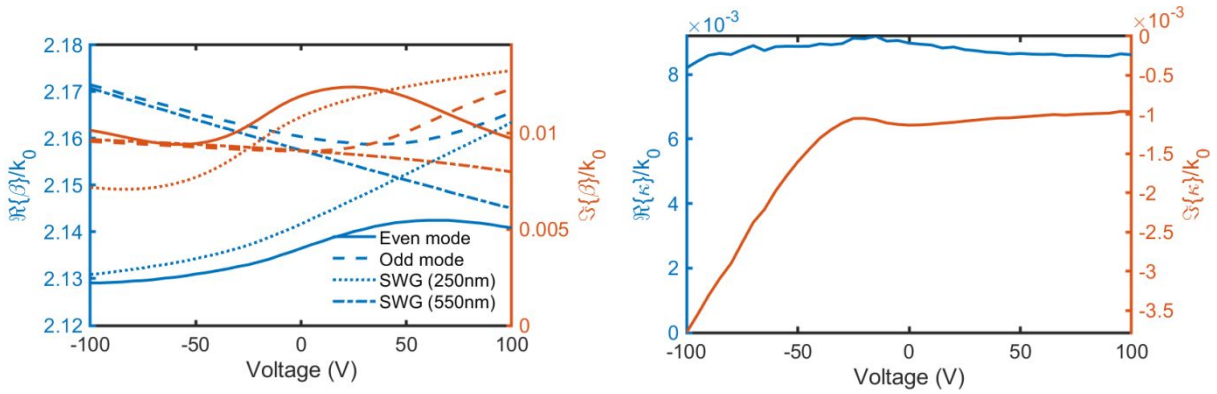 2.18
2.17
2.16
2.15
2.14
2.13
2.12
ℜ{β}/k₀
0.01
0.005
0
ℑ{β}/k₀
Even mode
Odd mode
SWG (250nm)
SWG (550nm)
-100 -50 0 50 100
Voltage (V)
×10⁻³
8
6
4
2
0
ℜ{κ}/k₀
×10⁻³
0
-0.5
-1
-1.5
-2
-2.5
-3
-3.5
ℑ{κ}/k₀
-100 -50 0 50 100
Voltage (V)